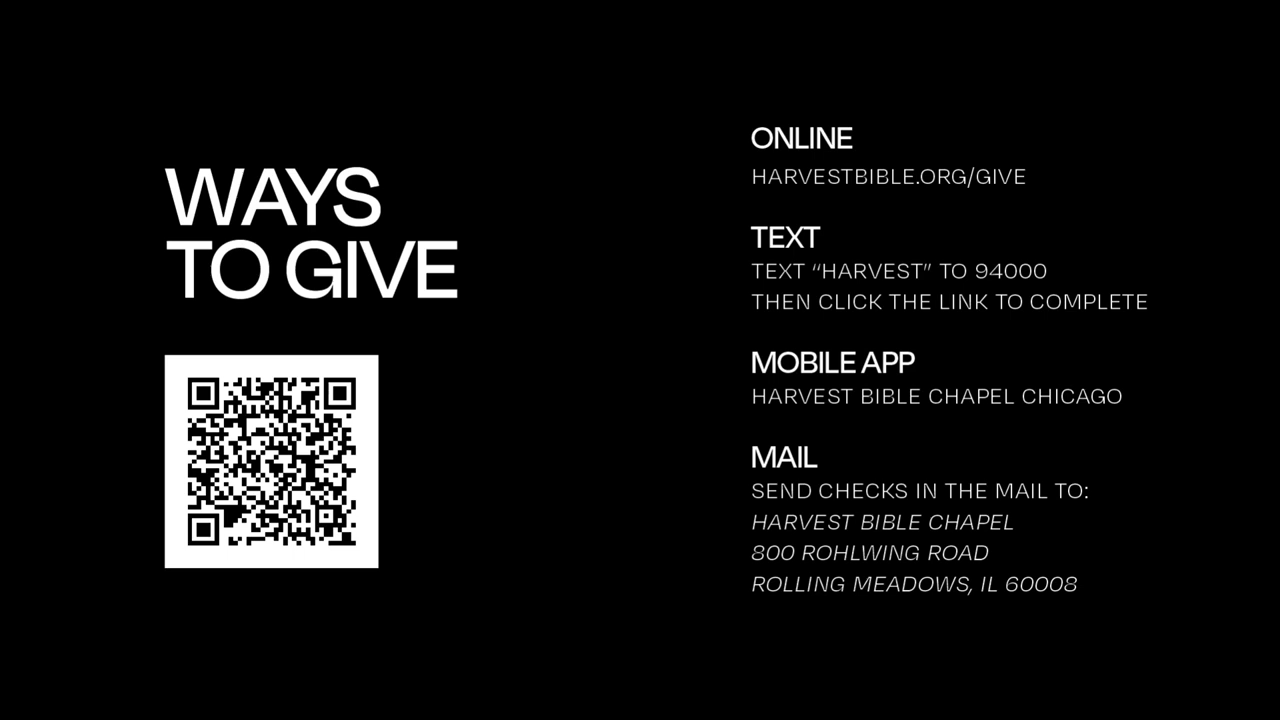 WAYS
TO GIVE
ONLINE
HARVESTBIBLE.ORG/GIVE
TEXT
TEXT “HARVEST” TO 94000
THEN CLICK THE LINK TO COMPLETE
MOBILE APP
HARVEST BIBLE CHAPEL CHICAGO
MAIL
SEND CHECKS IN THE MAIL TO:
HARVEST BIBLE CHAPEL
800 ROHLWING ROAD
ROLLING MEADOWS, IL 60008